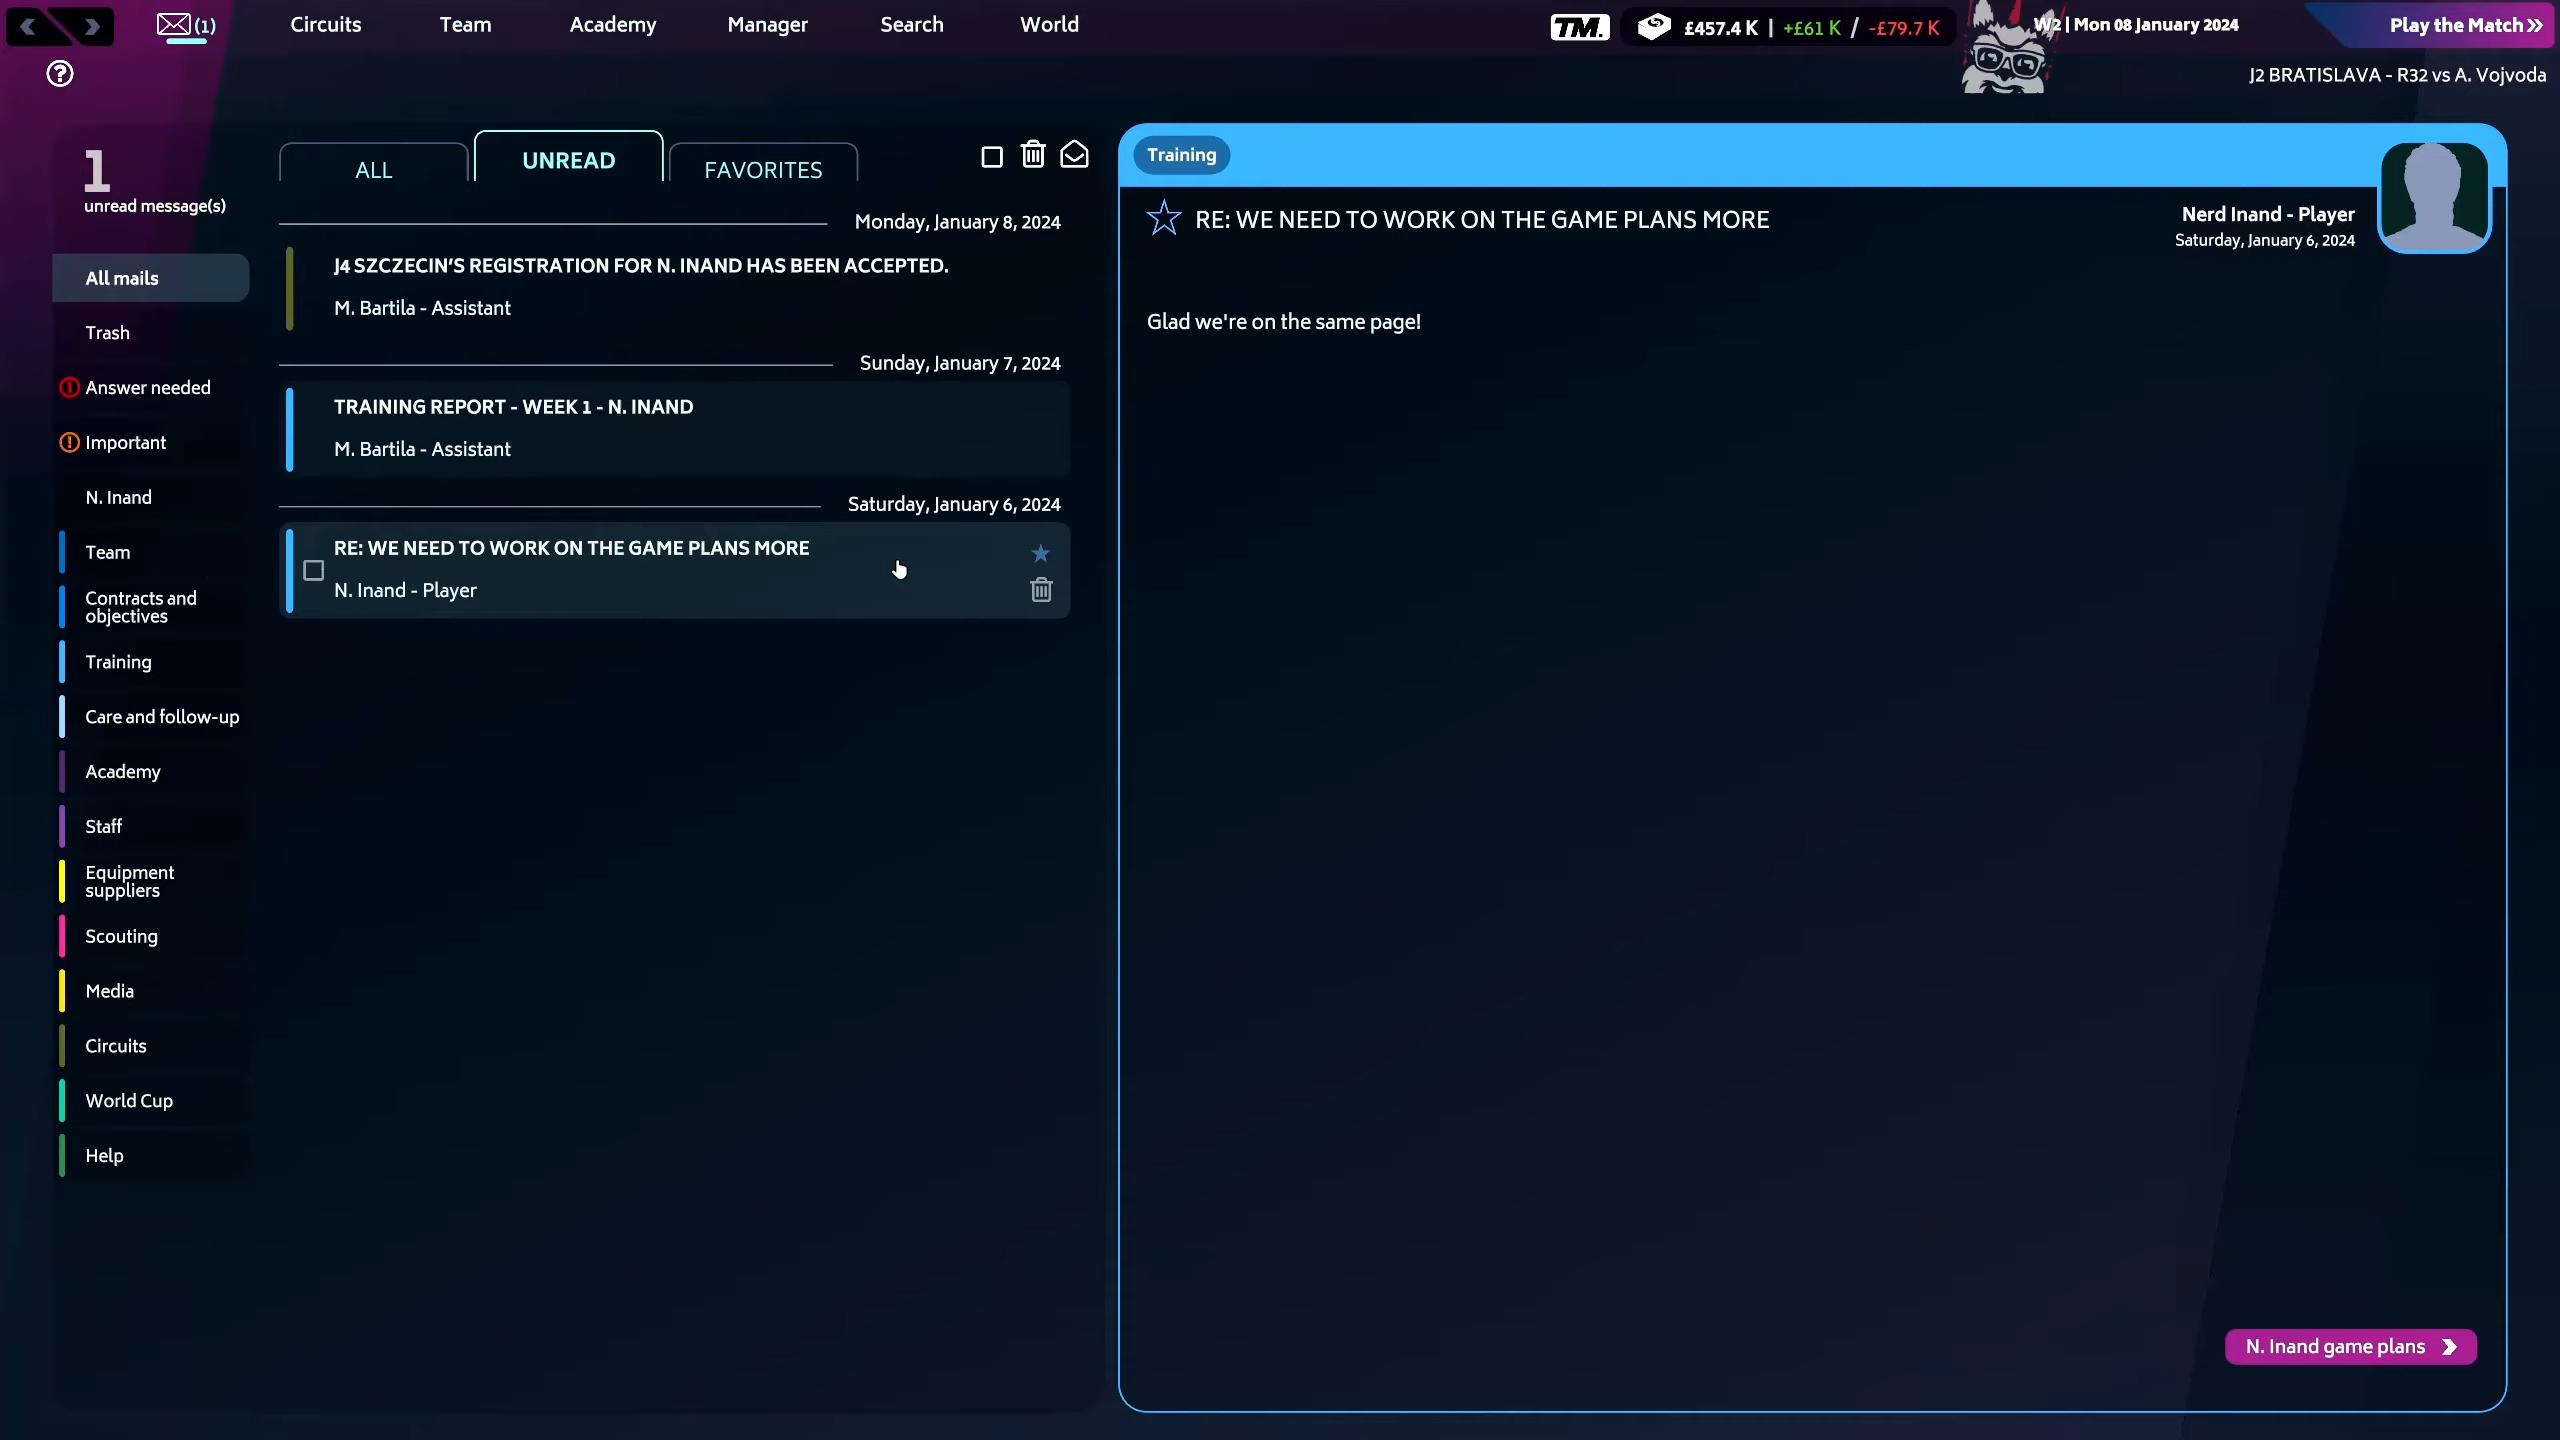 (1)
Circuits
Team
Academy
Manager
Search
World
TM.
£457.4 K | +£61 K / -£79.7 K
W2 | Mon 08 January 2024
Play the Match
J2 BRATISLAVA - R32 vs A. Vojvoda
1
unread message(s)
All mails
Trash
Answer needed
Important
N. Inand
Team
Contracts and
objectives
Training
Care and follow-up
Academy
Staff
Equipment
suppliers
Scouting
Media
Circuits
World Cup
Help
ALL
UNREAD
FAVORITES
Monday, January 8, 2024
J4 SZCZECIN'S REGISTRATION FOR N. INAND HAS BEEN ACCEPTED.
M. Bartila - Assistant
Sunday, January 7, 2024
TRAINING REPORT - WEEK 1 - N. INAND
M. Bartila - Assistant
Saturday, January 6, 2024
RE: WE NEED TO WORK ON THE GAME PLANS MORE
N. Inand - Player
Training
RE: WE NEED TO WORK ON THE GAME PLANS MORE
Nerd Inand - Player
Saturday, January 6, 2024
Glad we're on the same page!
N. Inand game plans